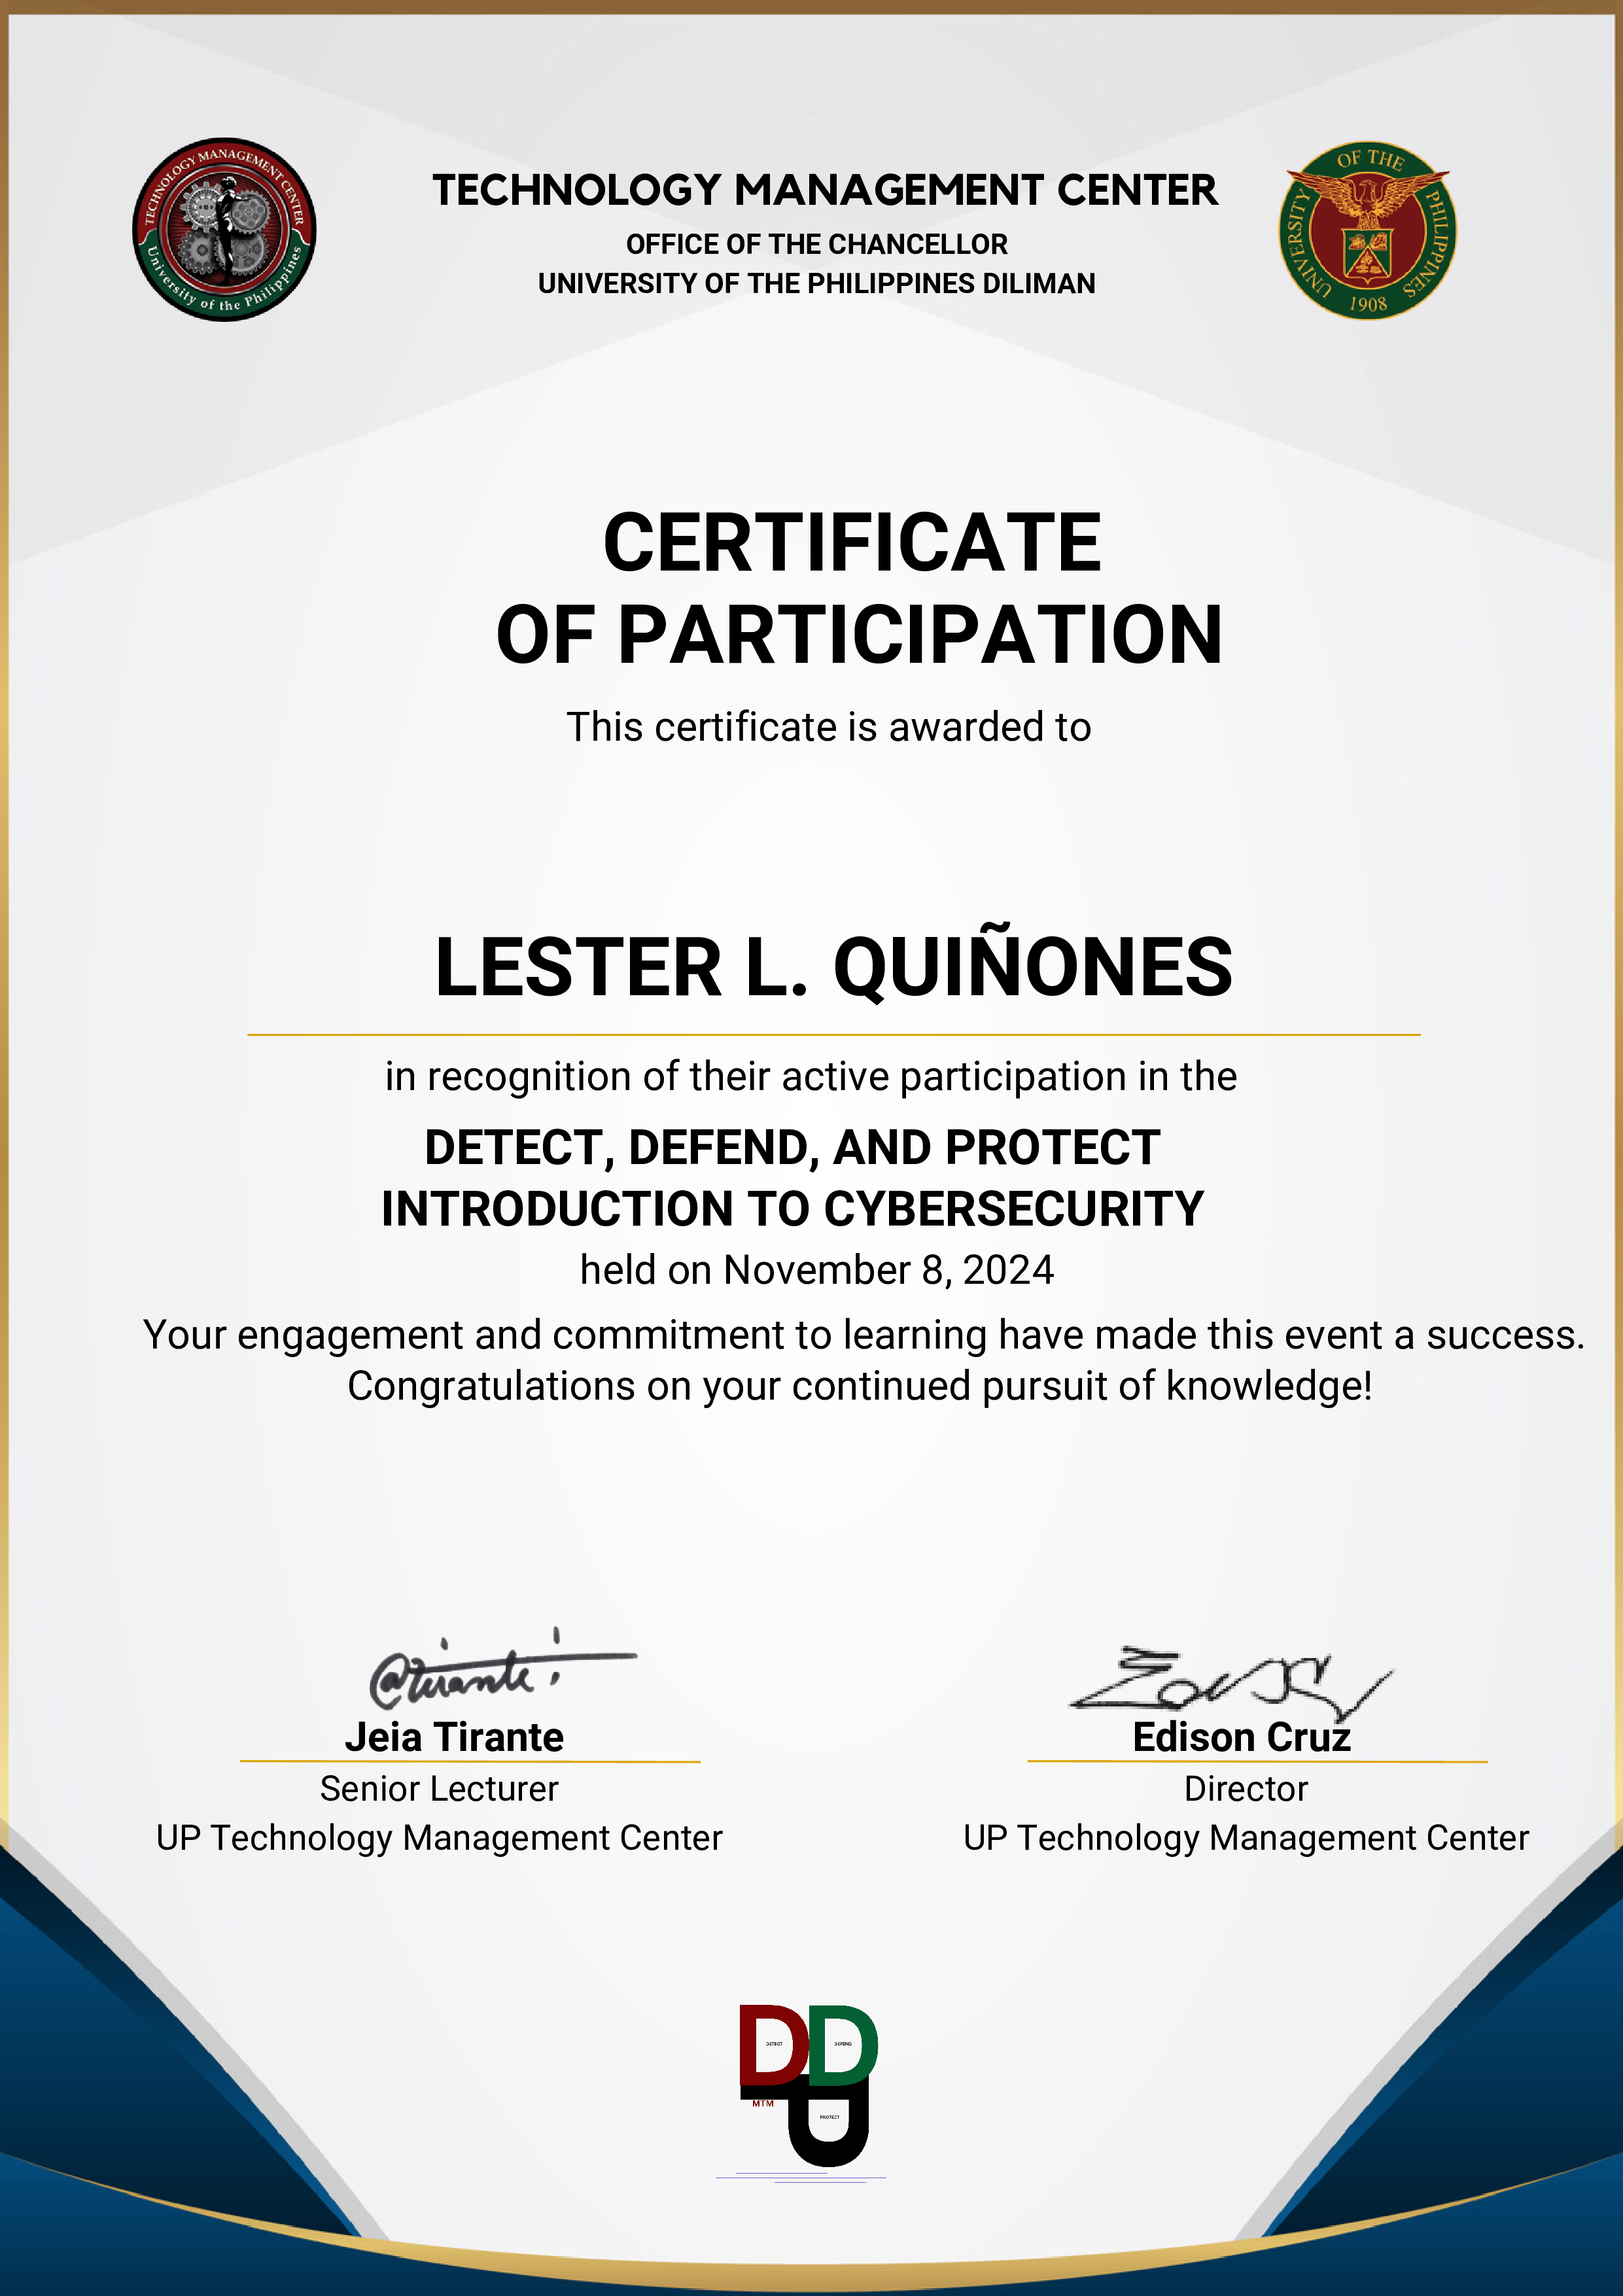 TECHNOLOGY MANAGEMENT CENTER
University of the Philippines
TECHNOLOGY MANAGEMENT CENTER
OFFICE OF THE CHANCELLOR
UNIVERSITY OF THE PHILIPPINES DILIMAN
UNIVERSITY OF THE PHILIPPINES
1908
CERTIFICATE
OF PARTICIPATION
This certificate is awarded to
LESTER L. QUIÑONES
in recognition of their active participation in the
DETECT, DEFEND, AND PROTECT
INTRODUCTION TO CYBERSECURITY
held on November 8, 2024
Your engagement and commitment to learning have made this event a success.
Congratulations on your continued pursuit of knowledge!
Jeia Tirante
Senior Lecturer
UP Technology Management Center
Edison Cruz
Director
UP Technology Management Center
DETECT
DEFEND
MTM
PROTECT